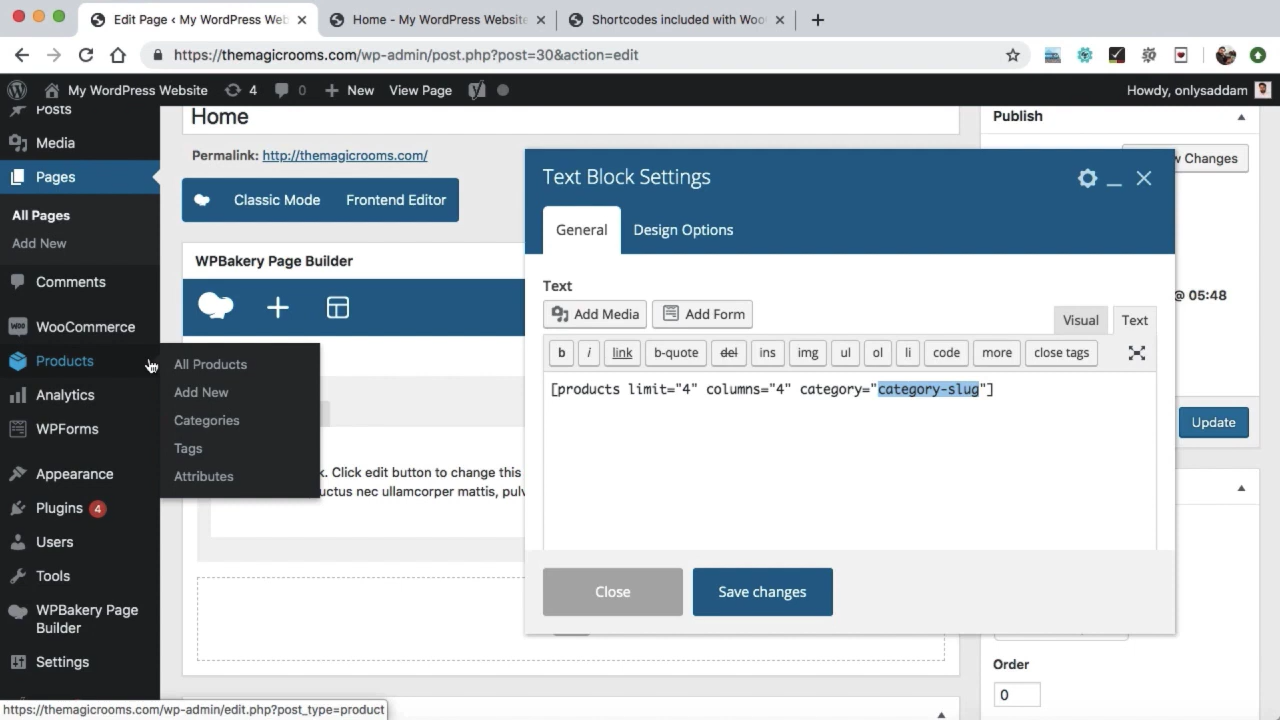 Edit Page ‹ My WordPress Web
Home - My WordPress Website
Shortcodes included with Woo
https://themagicrooms.com/wp-admin/post.php?post=30&action=edit
My WordPress Website
4
0
New
View Page
Howdy, onlysaddam
Posts
Media
Pages
All Pages
Add New
Comments
WooCommerce
Products
Analytics
WPForms
Appearance
Plugins 4
Users
Tools
WPBakery Page
Builder
Settings
All Products
Add New
Categories
Tags
Attributes
Home
Permalink: http://themagicrooms.com/
Classic Mode
Frontend Editor
WPBakery Page Builder
k. Click edit button to change this
uctus nec ullamcorper mattis, pulv
Text Block Settings
General
Design Options
Text
Add Media
Add Form
Visual
Text
b
i
link
b-quote
del
ins
img
ul
ol
li
code
more
close tags
[products limit="4" columns="4" category="category-slug"]
Close
Save changes
Publish
w Changes
@ 05:48
Update
Order
0
https://themagicrooms.com/wp-admin/edit.php?post_type=product